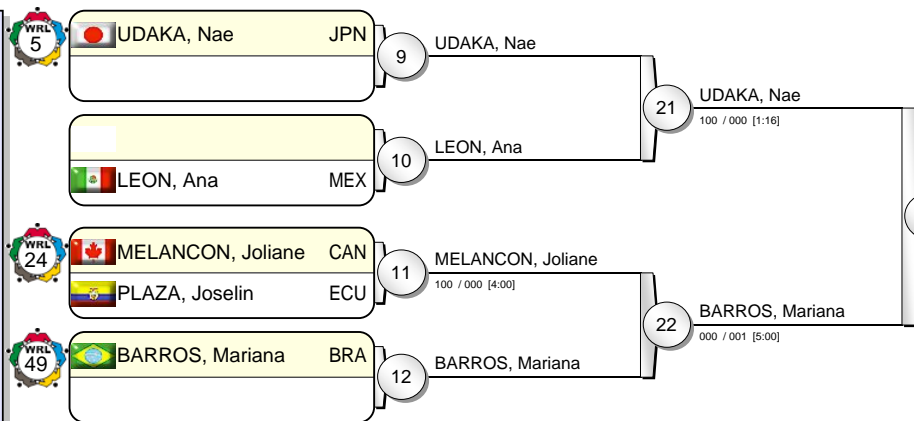 WRL
5
UDAKA, Nae JPN
9
UDAKA, Nae
21
UDAKA, Nae
100 / 000 [1:16]
10
LEON, Ana
LEON, Ana MEX
WRL
24
MELANCON, Joliane CAN
11
MELANCON, Joliane
100 / 000 [4:00]
PLAZA, Joselin ECU
22
BARROS, Mariana
000 / 001 [5:00]
WRL
49
BARROS, Mariana BRA
12
BARROS, Mariana